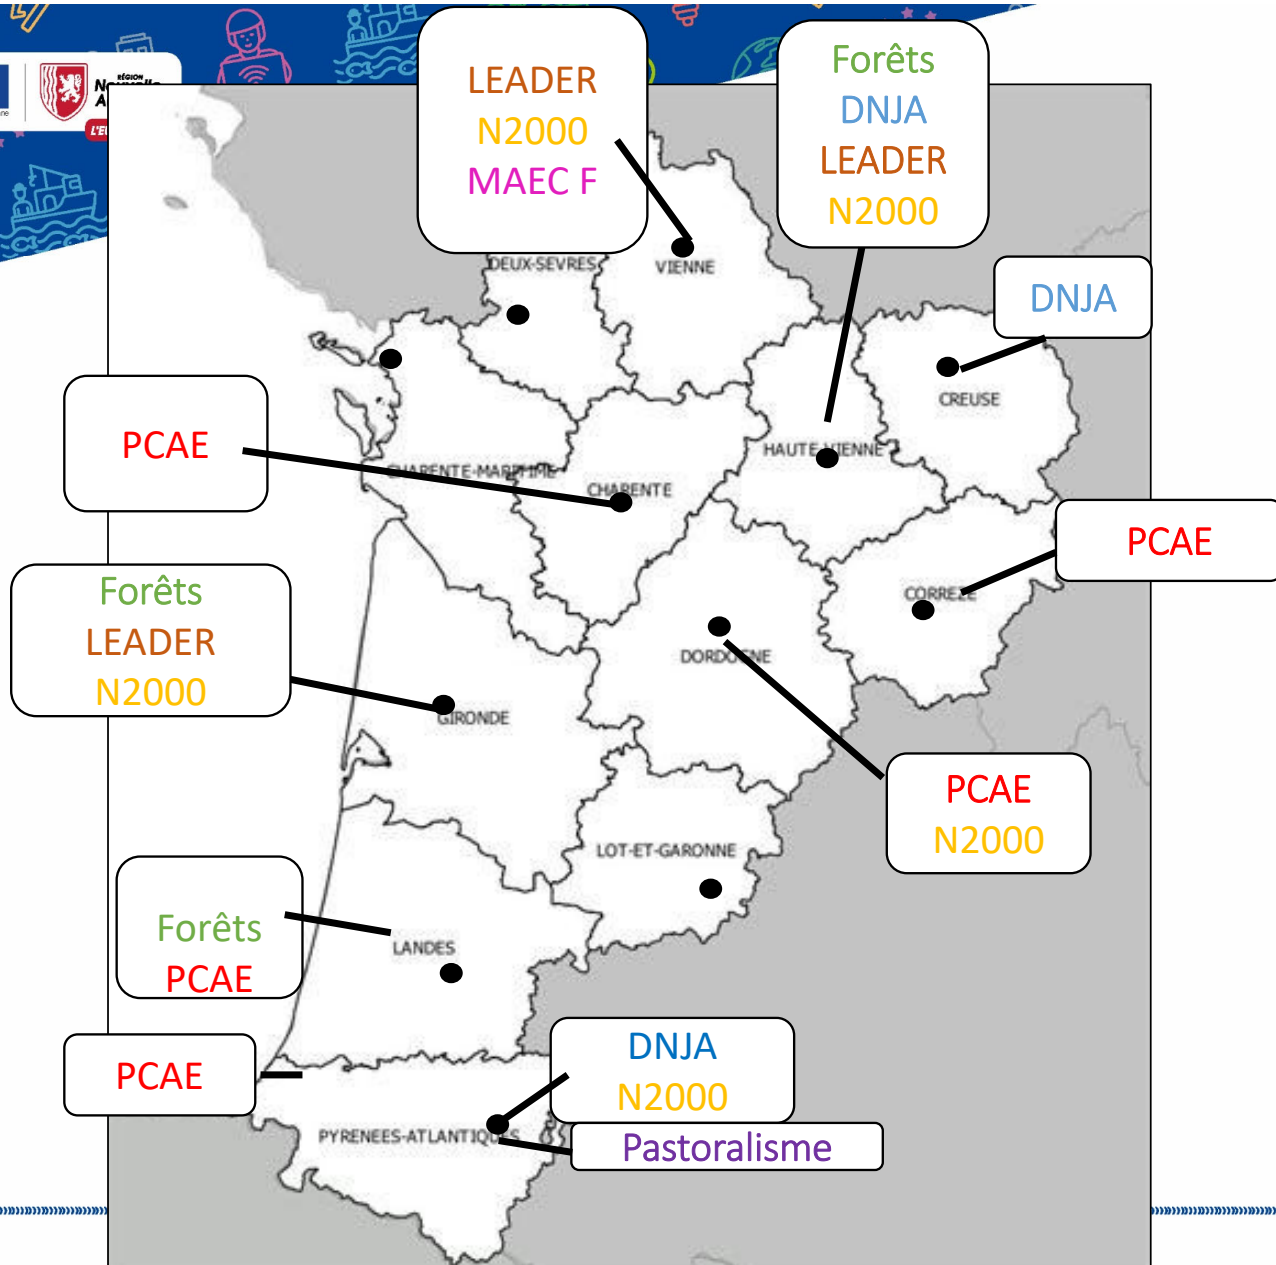 RÉGION
LEADER
N2000
MAEC F
Forêts
DNJA
LEADER
N2000
DEUX-SEVRES
VIENNE
DNJA
CREUSE
PCAE
HAUTE-VIENNE
CHARENTE-MARITIME
CHARENTE
PCAE
Forêts
LEADER
N2000
CORREZE
DORDOGNE
GIRONDE
PCAE
N2000
LOT-ET-GARONNE
Forêts
PCAE
LANDES
PCAE
DNJA
N2000
PYRENEES-ATLANTIQUES
Pastoralisme